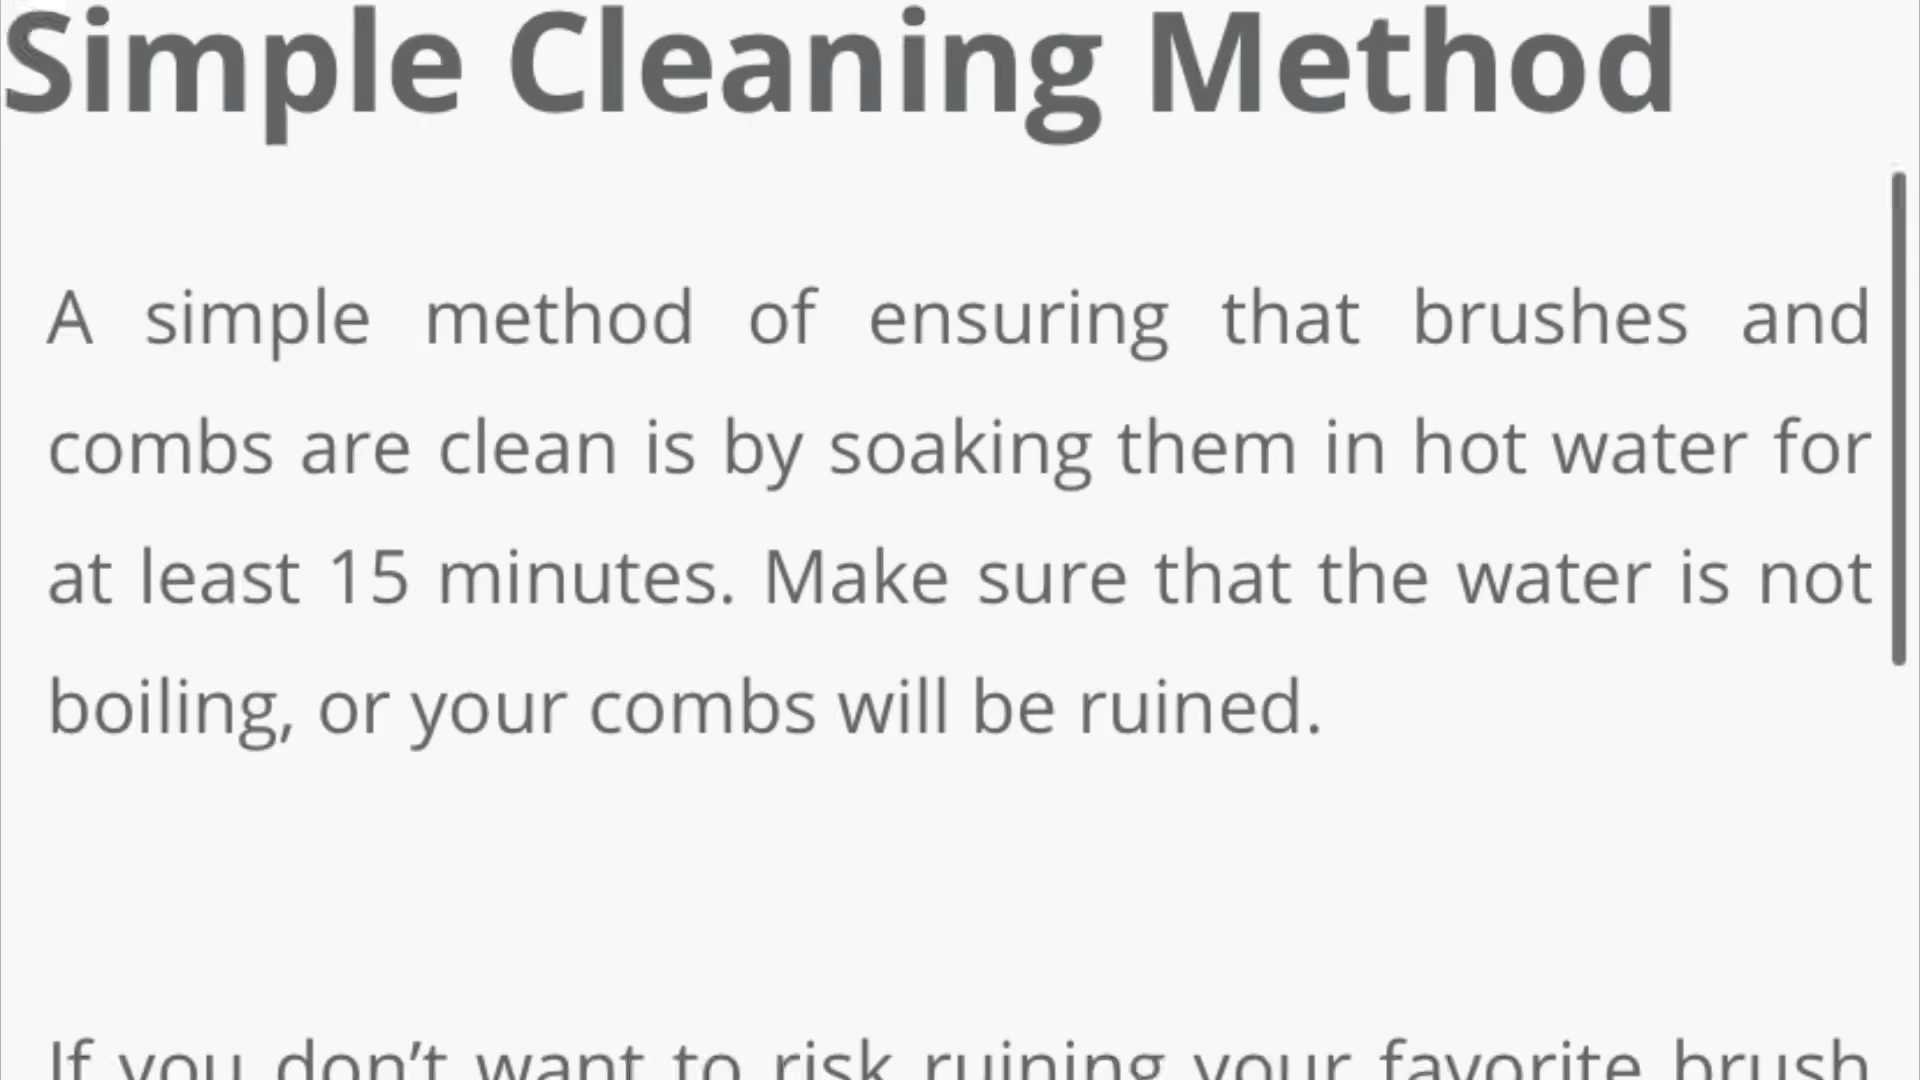 Simple Cleaning Method
A simple method of ensuring that brushes and
combs are clean is by soaking them in hot water for
at least 15 minutes. Make sure that the water is not
boiling, or your combs will be ruined.
If you don’t want to risk ruining your favorite brush